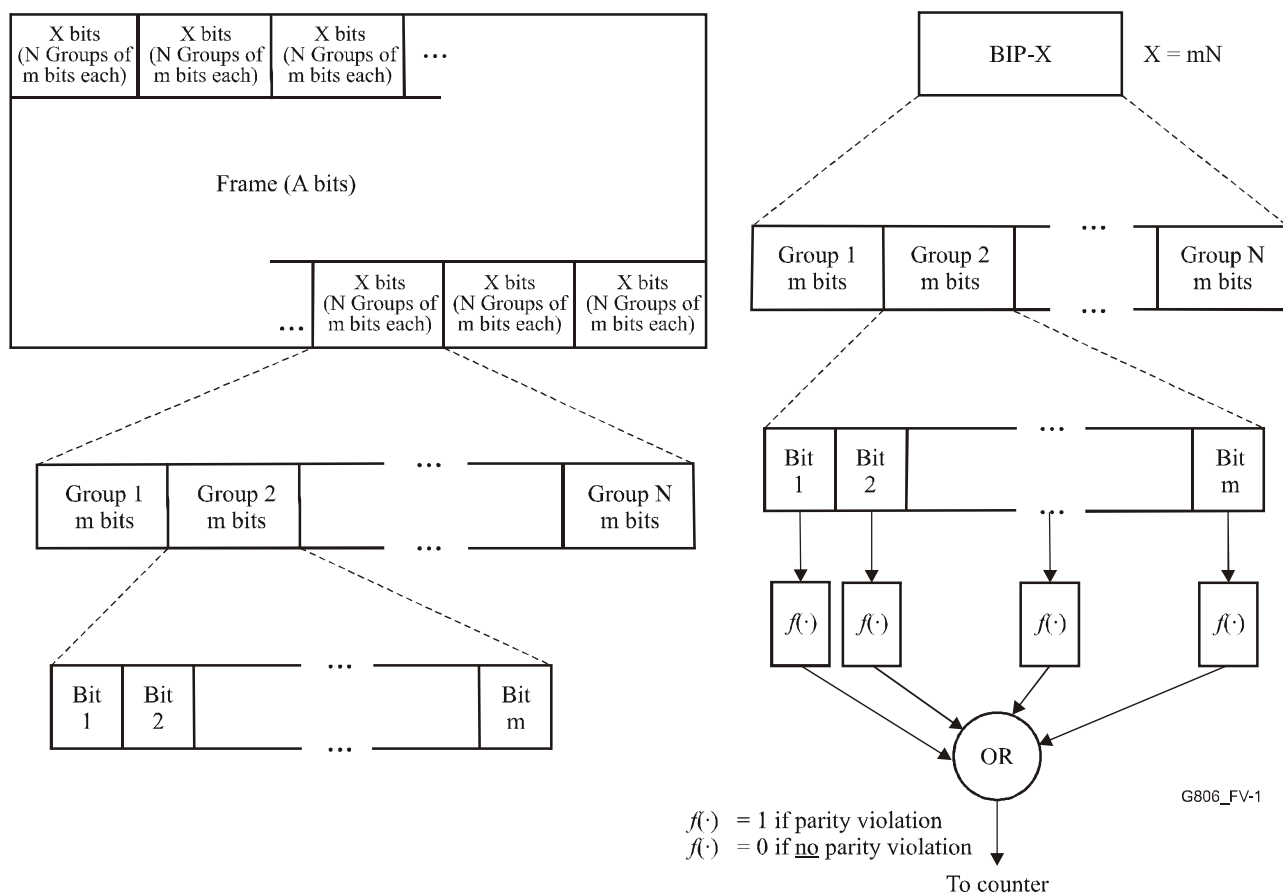 X bits
(N Groups of
m bits each)
X bits
(N Groups of
m bits each)
X bits
(N Groups of
m bits each)
...
Frame (A bits)
...
X bits
(N Groups of
m bits each)
X bits
(N Groups of
m bits each)
X bits
(N Groups of
m bits each)
Group 1
m bits
Group 2
m bits
...
...
Group N
m bits
Bit
1
Bit
2
...
...
Bit
m
BIP-X
X = mN
Group 1
m bits
Group 2
m bits
...
...
Group N
m bits
Bit
1
Bit
2
...
...
Bit
m
f(·)
f(·)
f(·)
f(·)
OR
G806_FV-1
f(·) = 1 if parity violation
f(·) = 0 if no parity violation
To counter